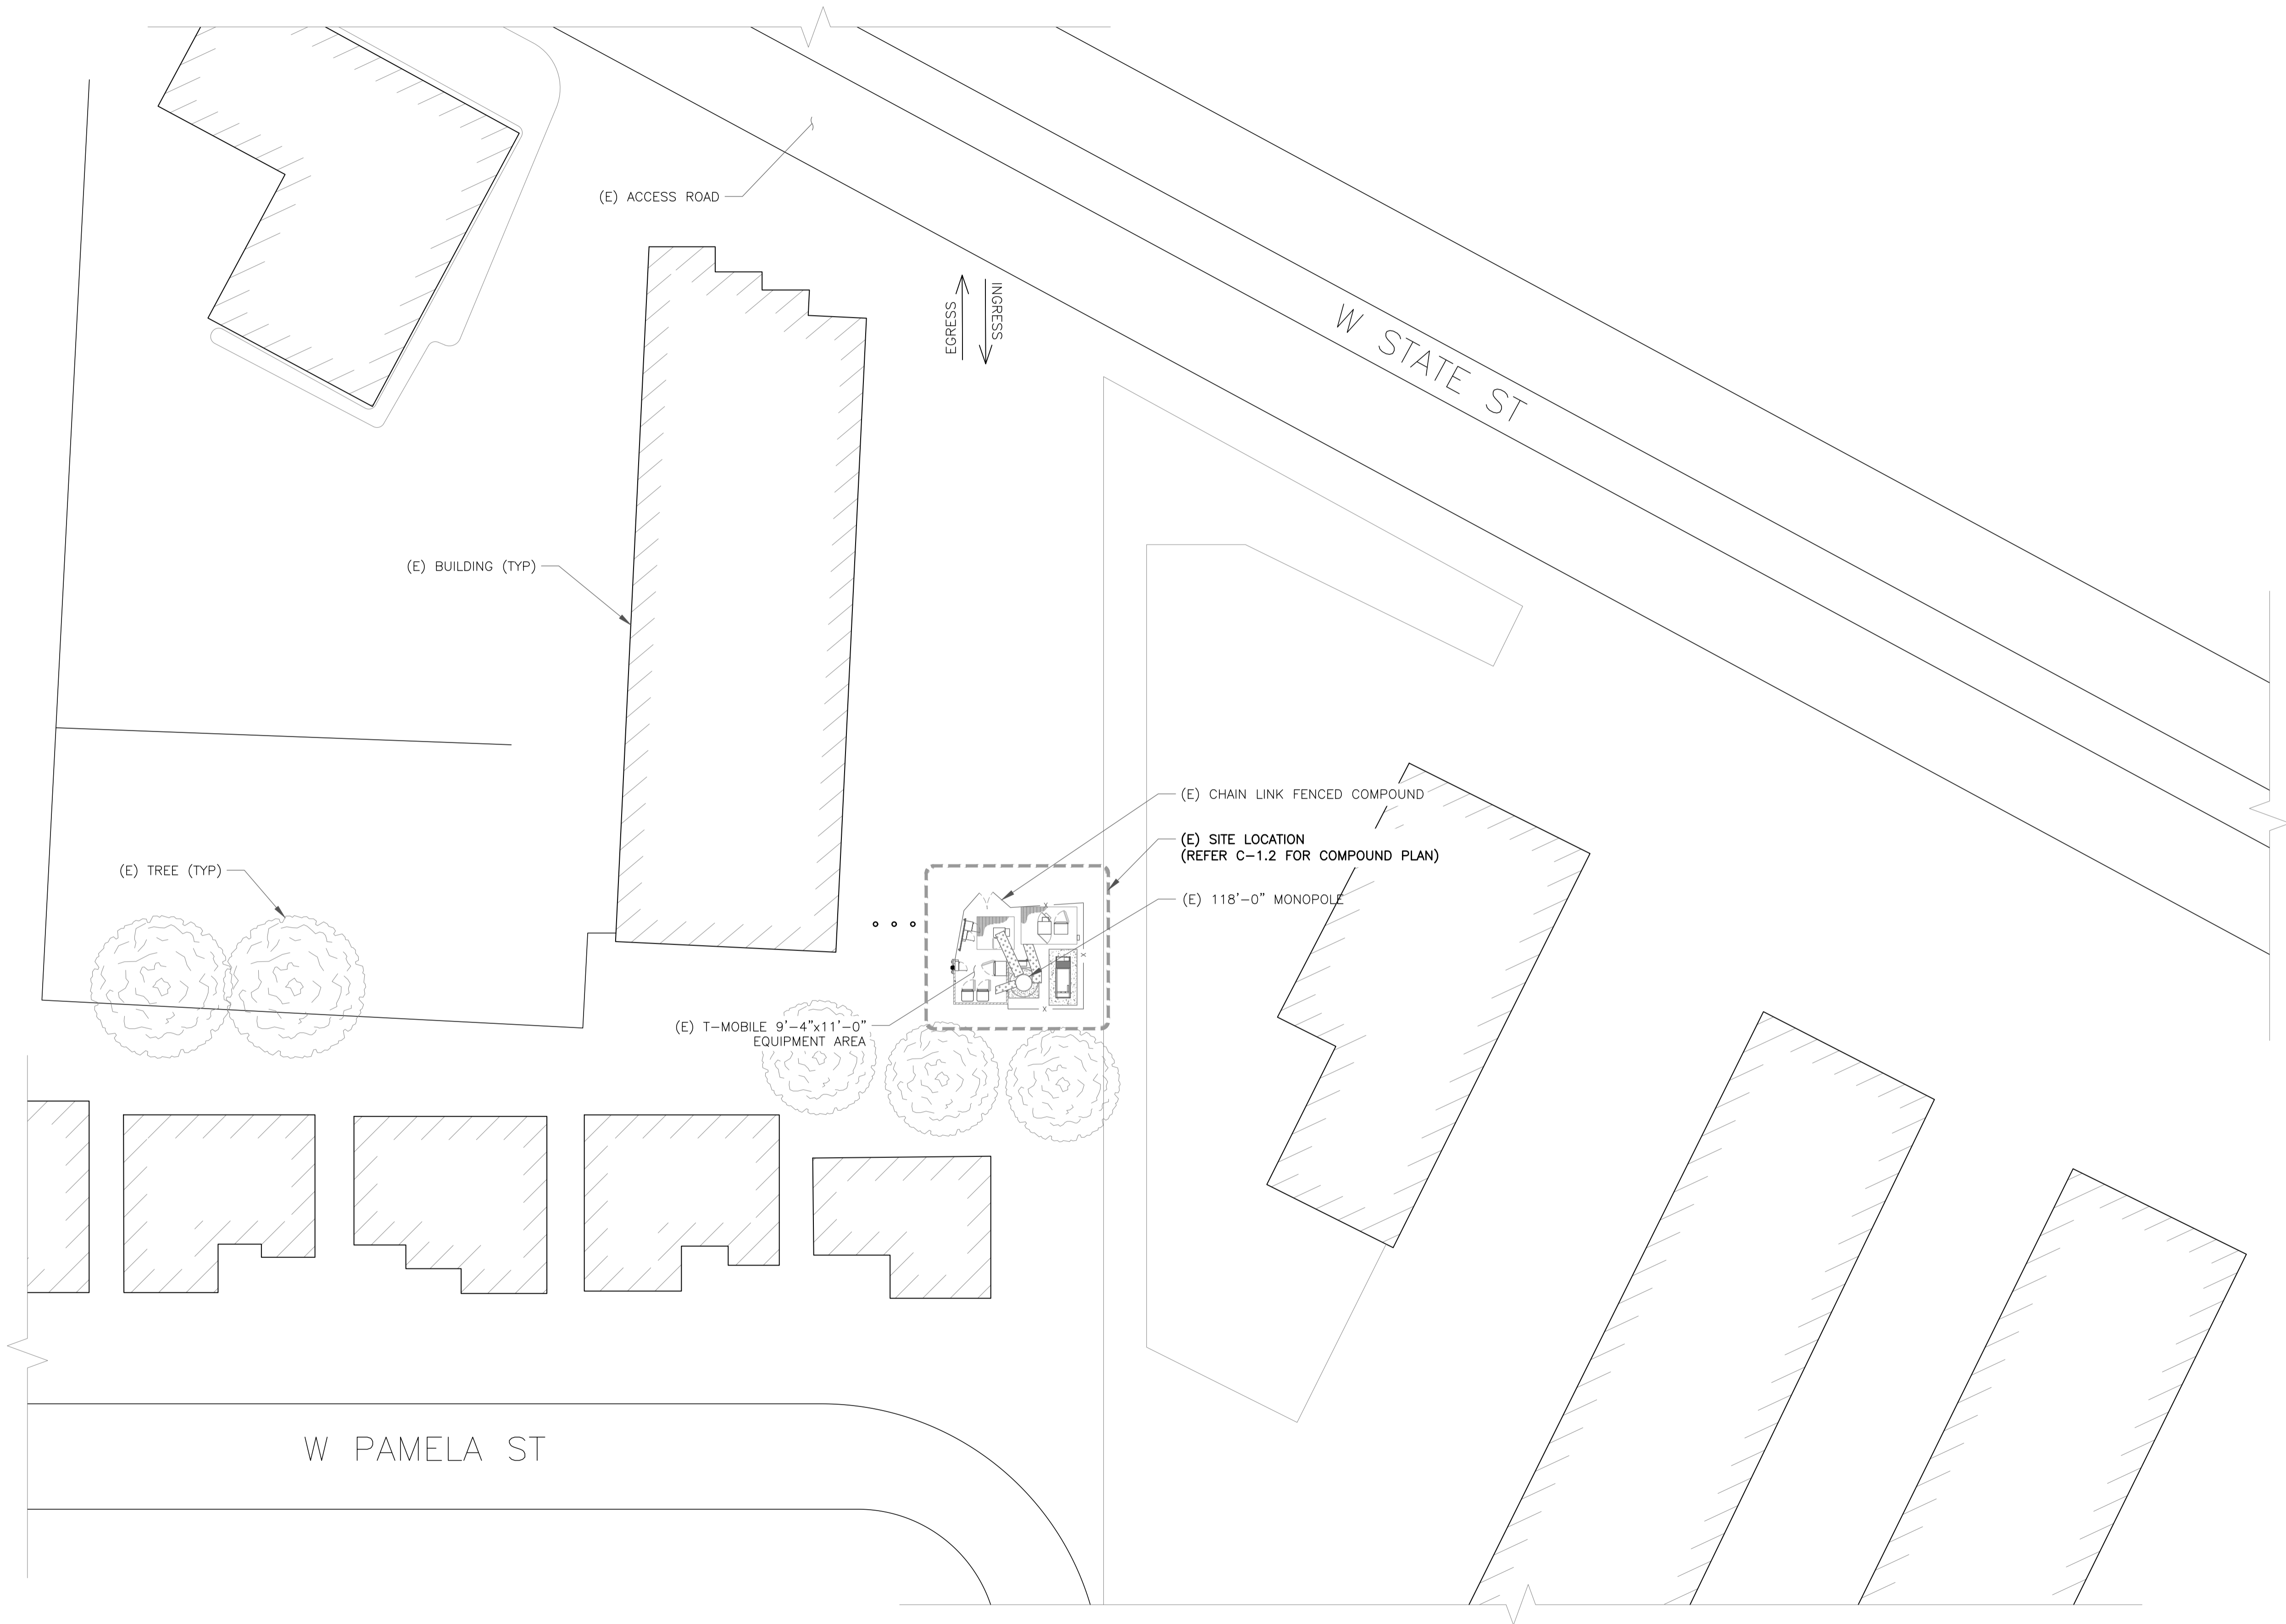 (E) ACCESS ROAD
EGRESS
INGRESS
W STATE ST
(E) BUILDING (TYP)
(E) CHAIN LINK FENCED COMPOUND
(E) SITE LOCATION
(REFER C-1.2 FOR COMPOUND PLAN)
(E) TREE (TYP)
(E) 118'-0" MONOPOLE
X
X
X
(E) T-MOBILE 9'-4"x11'-0"
EQUIPMENT AREA
W PAMELA ST